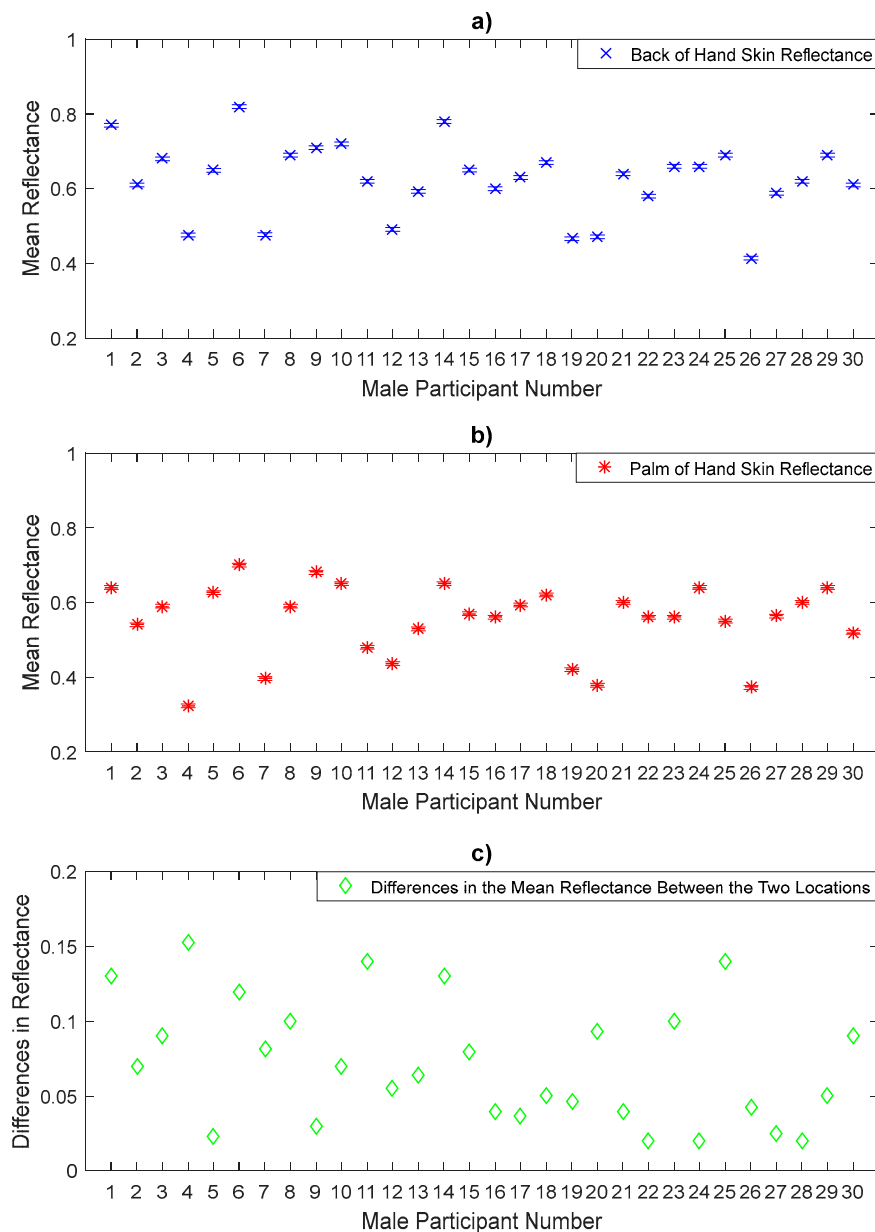 a)
1
Back of Hand Skin Reflectance
0.8
0.6
0.4
0.2
Mean Reflectance
1 2 3 4 5 6 7 8 9 10 11 12 13 14 15 16 17 18 19 20 21 22 23 24 25 26 27 28 29 30
Male Participant Number
b)
1
Palm of Hand Skin Reflectance
0.8
0.6
0.4
0.2
Mean Reflectance
1 2 3 4 5 6 7 8 9 10 11 12 13 14 15 16 17 18 19 20 21 22 23 24 25 26 27 28 29 30
Male Participant Number
c)
0.2
Differences in the Mean Reflectance Between the Two Locations
0.15
0.1
0.05
0
Differences in Reflectance
1 2 3 4 5 6 7 8 9 10 11 12 13 14 15 16 17 18 19 20 21 22 23 24 25 26 27 28 29 30
Male Participant Number